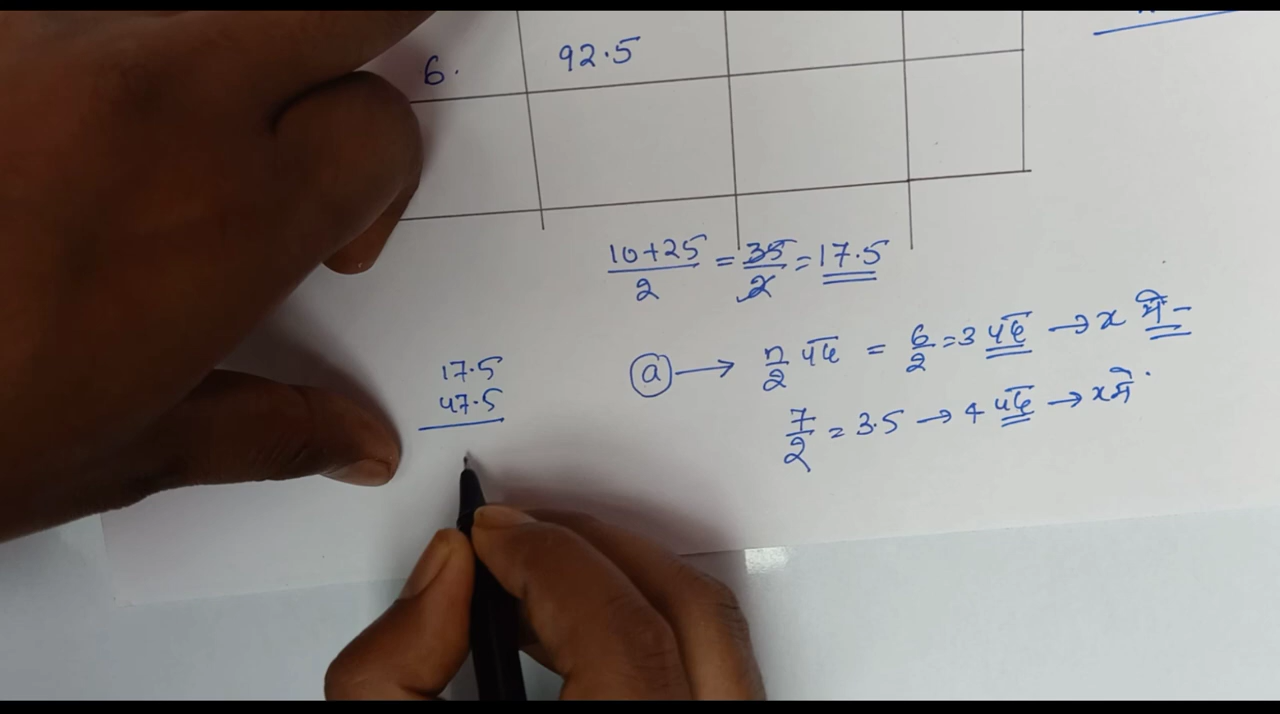 6. 92.5
10+25/2 = 35/2 = 17.5
ⓐ → n/2 पद = 6/2 = 3 पद → x में -
7/2 = 3.5 → 4 पद → x में
17.5
47.5